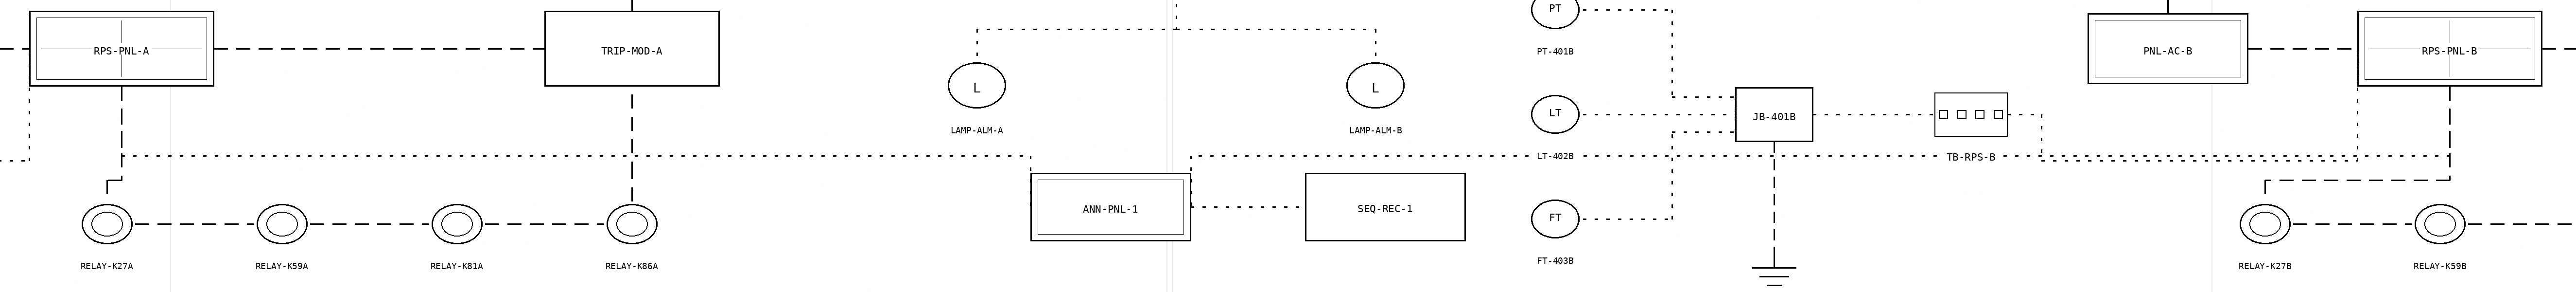 RPS-PNL-A
TRIP-MOD-A
L
LAMP-ALM-A
L
LAMP-ALM-B
PT
PT-401B
LT
LT-402B
FT
FT-403B
JB-401B
TB-RPS-B
PNL-AC-B
RPS-PNL-B
ANN-PNL-1
SEQ-REC-1
RELAY-K27A
RELAY-K59A
RELAY-K81A
RELAY-K86A
RELAY-K27B
RELAY-K59B